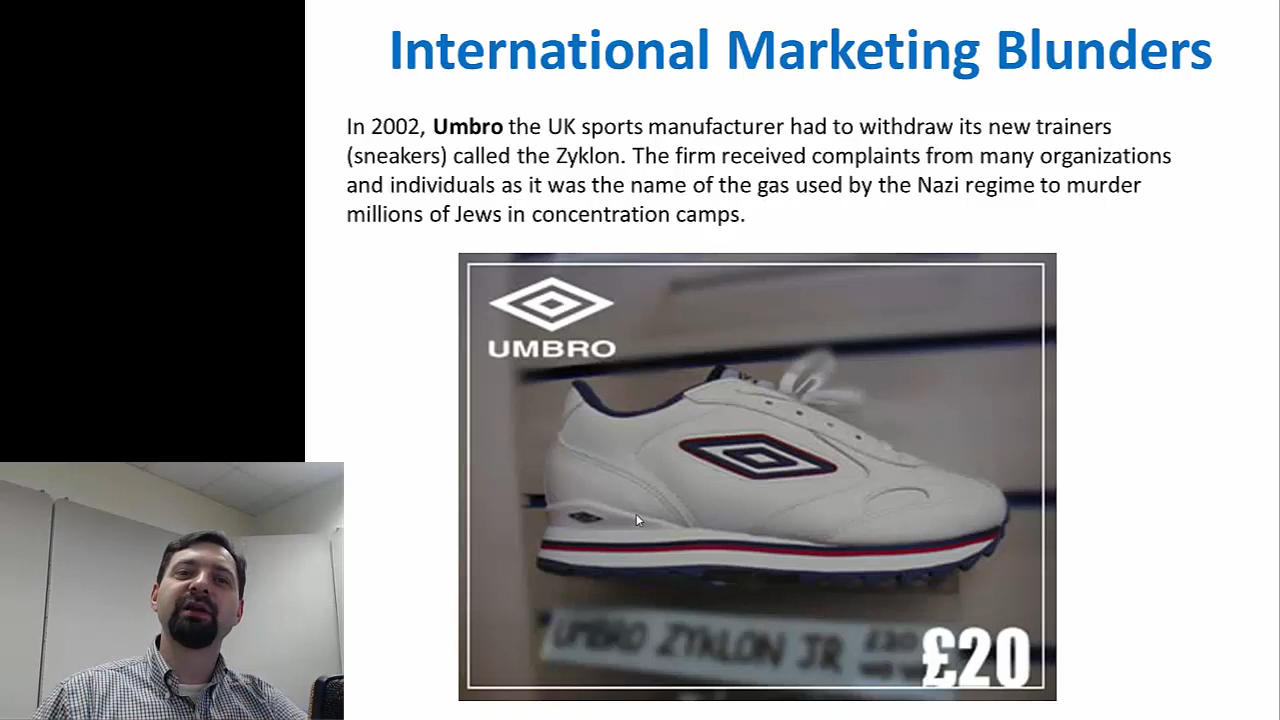 International Marketing Blunders
In 2002, Umbro the UK sports manufacturer had to withdraw its new trainers
(sneakers) called the Zyklon. The firm received complaints from many organizations
and individuals as it was the name of the gas used by the Nazi regime to murder
millions of Jews in concentration camps.
UMBRO
UMBRO ZYKLON JR
£20